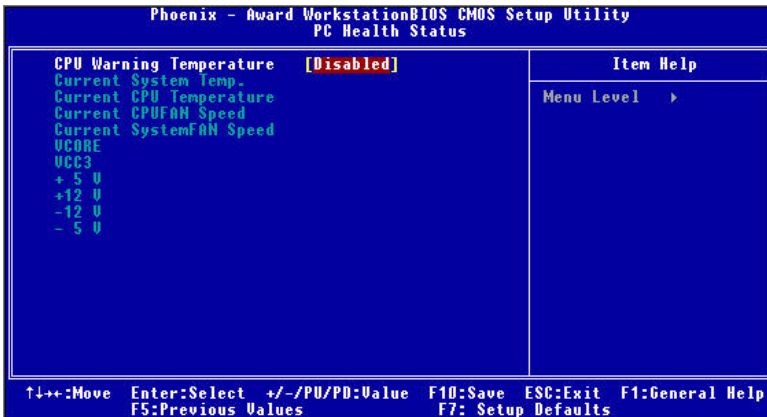 Phoenix - Award WorkstationBIOS CMOS Setup Utility
PC Health Status
CPU Warning Temperature [Disabled]
Current System Temp.
Current CPU Temperature
Current CPUFAN Speed
Current SystemFAN Speed
VCORE
VCC3
+ 5 V
+12 V
-12 V
- 5 V
Item Help
Menu Level ▸
↑↓→←:Move Enter:Select +/-/PU/PD:Value F10:Save ESC:Exit F1:General Help
F5:Previous Values F7: Setup Defaults